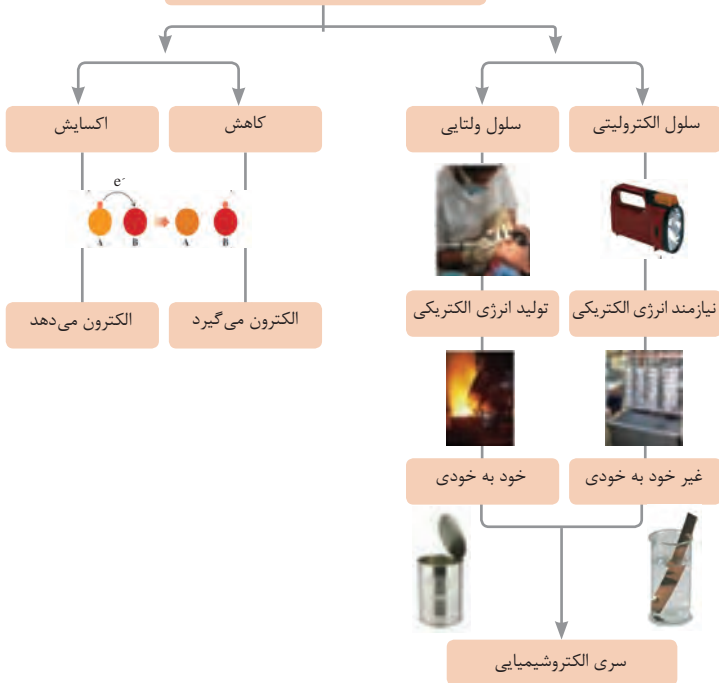 کاهش
اکسایش
سلول الکترولیتی
سلول ولتایی
e-
A B A B
نیازمند انرژی الکتریکی
تولید انرژی الکتریکی
الکترون می‌گیرد
الکترون می‌دهد
غیر خود به خودی
خود به خودی
سری الکتروشیمیایی